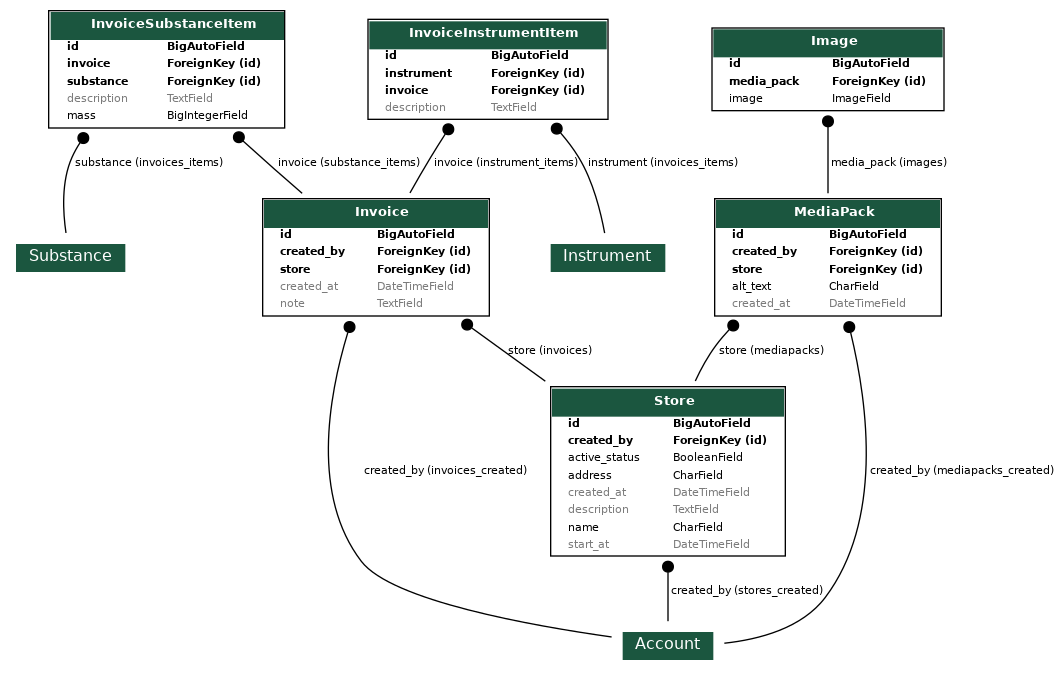 InvoiceSubstanceItem
id BigAutoField
invoice ForeignKey (id)
substance ForeignKey (id)
description TextField
mass BigIntegerField
InvoiceInstrumentItem
id BigAutoField
instrument ForeignKey (id)
invoice ForeignKey (id)
description TextField
Image
id BigAutoField
media_pack ForeignKey (id)
image ImageField
substance (invoices_items)
invoice (substance_items)
invoice (instrument_items)
instrument (invoices_items)
media_pack (images)
Substance
Invoice
id BigAutoField
created_by ForeignKey (id)
store ForeignKey (id)
created_at DateTimeField
note TextField
Instrument
MediaPack
id BigAutoField
created_by ForeignKey (id)
store ForeignKey (id)
alt_text CharField
created_at DateTimeField
store (invoices)
store (mediapacks)
Store
id BigAutoField
created_by ForeignKey (id)
active_status BooleanField
address CharField
created_at DateTimeField
description TextField
name CharField
start_at DateTimeField
created_by (invoices_created)
created_by (mediapacks_created)
created_by (stores_created)
Account